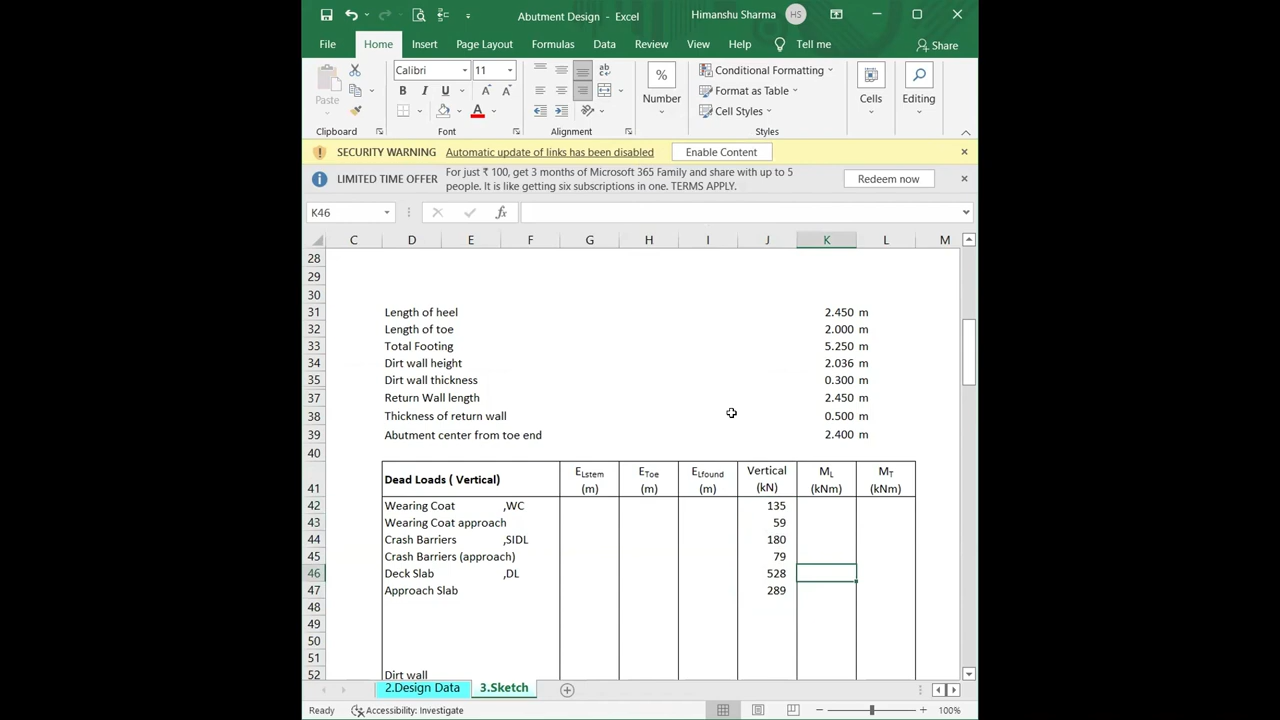 Abutment Design - Excel
Himanshu Sharma
HS
File Home Insert Page Layout Formulas Data Review View Help Tell me Share
Paste
Calibri 11
B I U A A A
ab
%
Number
Conditional Formatting
Format as Table
Cell Styles
Cells
Editing
Clipboard Font Alignment Styles
SECURITY WARNING Automatic update of links has been disabled Enable Content
LIMITED TIME OFFER For just ₹ 100, get 3 months of Microsoft 365 Family and share with up to 5 people. It is like getting six subscriptions in one. TERMS APPLY. Redeem now
K46 fx
C D E F G H I J K L M
28
29
30
31 Length of heel 2.450 m
32 Length of toe 2.000 m
33 Total Footing 5.250 m
34 Dirt wall height 2.036 m
35 Dirt wall thickness 0.300 m
37 Return Wall length 2.450 m
38 Thickness of return wall 0.500 m
39 Abutment center from toe end 2.400 m
40
41 Dead Loads ( Vertical) ELstem (m) EToe (m) ELfound (m) Vertical (kN) ML (kNm) MT (kNm)
42 Wearing Coat ,WC 135
43 Wearing Coat approach 59
44 Crash Barriers ,SIDL 180
45 Crash Barriers (approach) 79
46 Deck Slab ,DL 528
47 Approach Slab 289
48
49
50
51
52 Dirt wall
2.Design Data 3.Sketch
Ready Accessibility: Investigate 100%